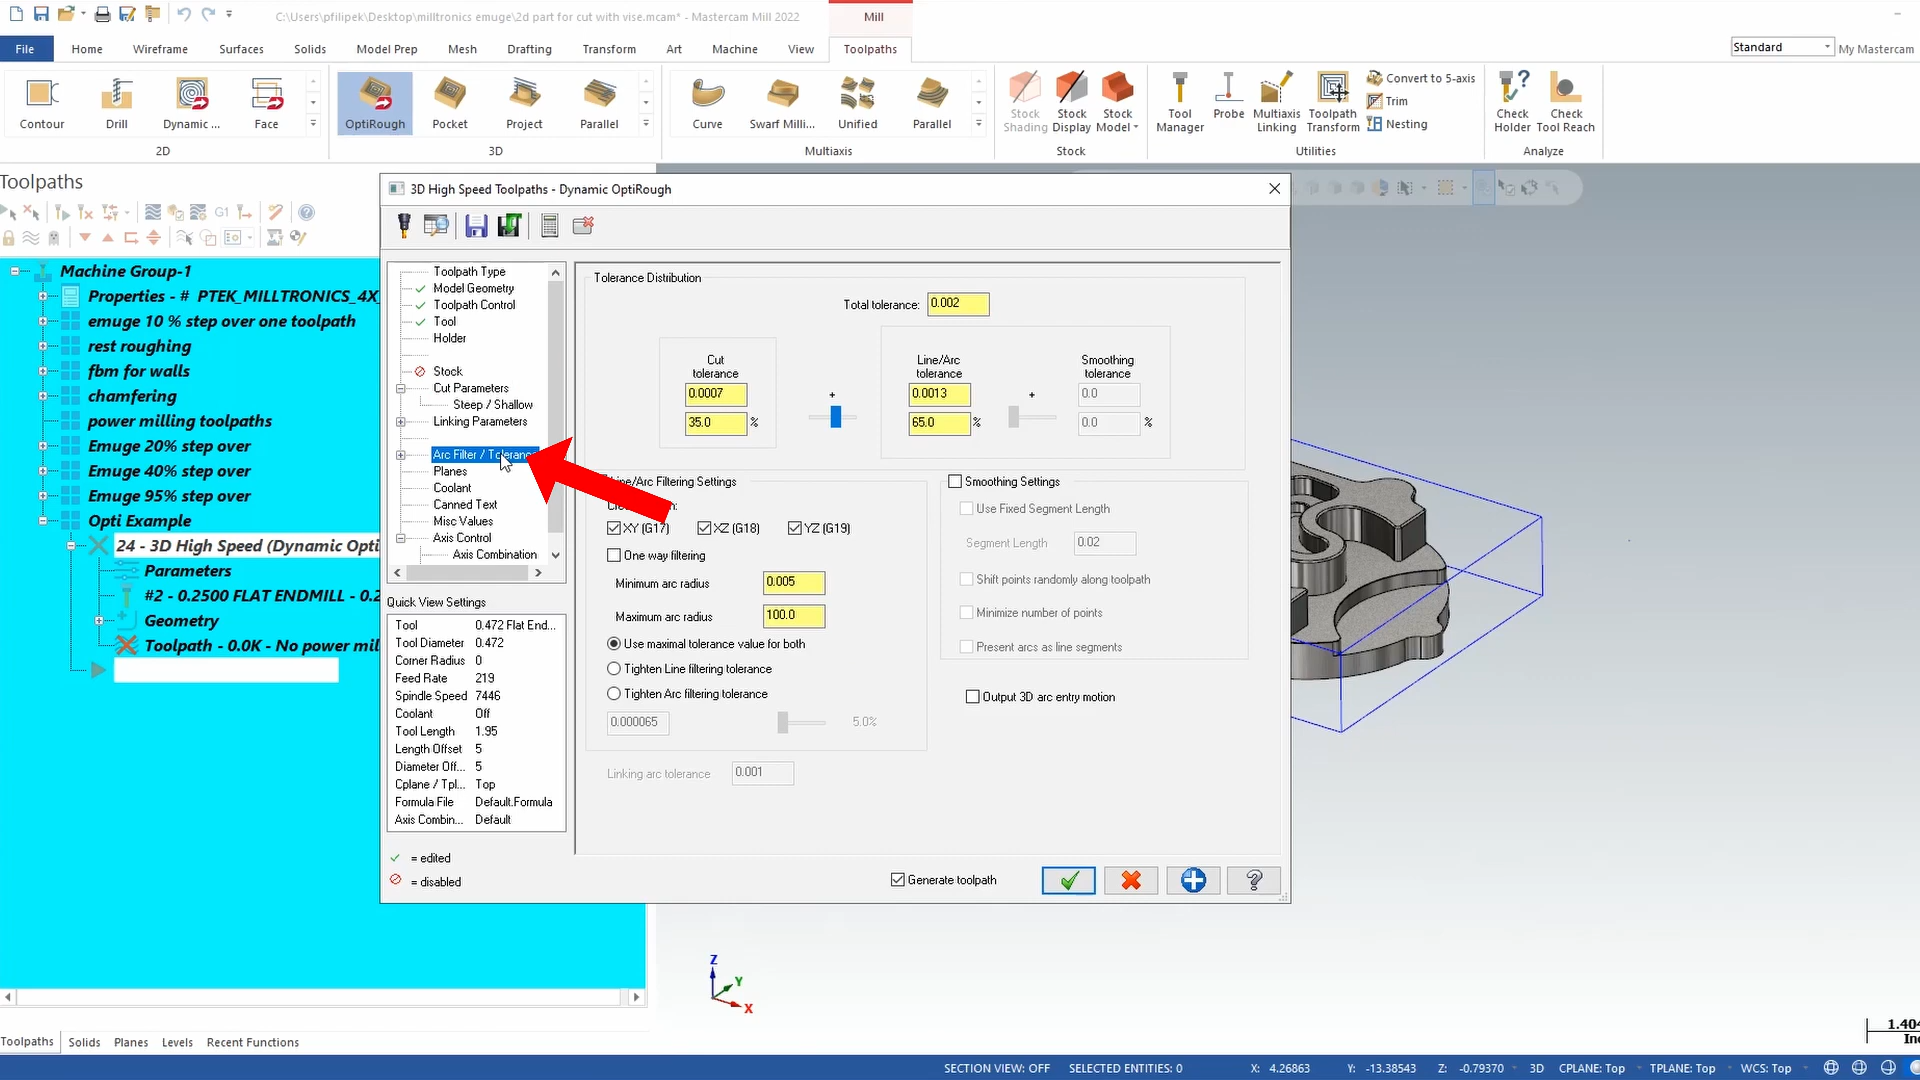 C:\Users\pfilipek\Desktop\milltronics emuge\2d part for cut with vise.mcam* - Mastercam Mill 2022
Mill
File
Home
Wireframe
Surfaces
Solids
Model Prep
Mesh
Drafting
Transform
Art
Machine
View
Toolpaths
Standard
My Mastercam
Contour
Drill
Dynamic ...
Face
OptiRough
Pocket
Project
Parallel
Curve
Swarf Milli...
Unified
Parallel
Stock Shading
Stock Display
Stock Model
Tool Manager
Probe
Multiaxis Linking
Toolpath Transform
Convert to 5-axis
Trim
Nesting
Check Holder
Check Tool Reach
2D
3D
Multiaxis
Stock
Utilities
Analyze
Toolpaths
G1
Machine Group-1
Properties - # PTEK_MILLTRONICS_4X_
emuge 10 % step over one toolpath
rest roughing
fbm for walls
chamfering
power milling toolpaths
Emuge 20% step over
Emuge 40% step over
Emuge 95% step over
Opti Example
24 - 3D High Speed (Dynamic Opti
Parameters
#2 - 0.2500 FLAT ENDMILL - 0.2
Geometry
Toolpath - 0.0K - No power mil
3D High Speed Toolpaths - Dynamic OptiRough
Toolpath Type
Model Geometry
Toolpath Control
Tool
Holder
Stock
Cut Parameters
Steep / Shallow
Linking Parameters
Arc Filter / Tolerance
Planes
Coolant
Canned Text
Misc Values
Axis Control
Axis Combination
Quick View Settings
Tool 0.472 Flat End...
Tool Diameter 0.472
Corner Radius 0
Feed Rate 219
Spindle Speed 7446
Coolant Off
Tool Length 1.95
Length Offset 5
Diameter Off... 5
Cplane / Tpl... Top
Formula File Default.Formula
Axis Combin... Default
= edited
= disabled
Tolerance Distribution
Total tolerance: 0.002
Cut tolerance
0.0007
35.0 %
+
Line/Arc tolerance
0.0013
65.0 %
+
Smoothing tolerance
0.0
0.0 %
Line/Arc Filtering Settings
XY (G17) XZ (G18) YZ (G19)
One way filtering
Minimum arc radius 0.005
Maximum arc radius 100.0
Use maximal tolerance value for both
Tighten Line filtering tolerance
Tighten Arc filtering tolerance
0.000065 5.0%
Linking arc tolerance 0.001
Smoothing Settings
Use Fixed Segment Length
Segment Length 0.02
Shift points randomly along toolpath
Minimize number of points
Present arcs as line segments
Output 3D arc entry motion
Generate toolpath
Z
Y
X
1.404
Inc
Toolpaths Solids Planes Levels Recent Functions
SECTION VIEW: OFF SELECTED ENTITIES: 0 X: 4.26863 Y: -13.38543 Z: -0.79370 3D CPLANE: Top TPLANE: Top WCS: Top